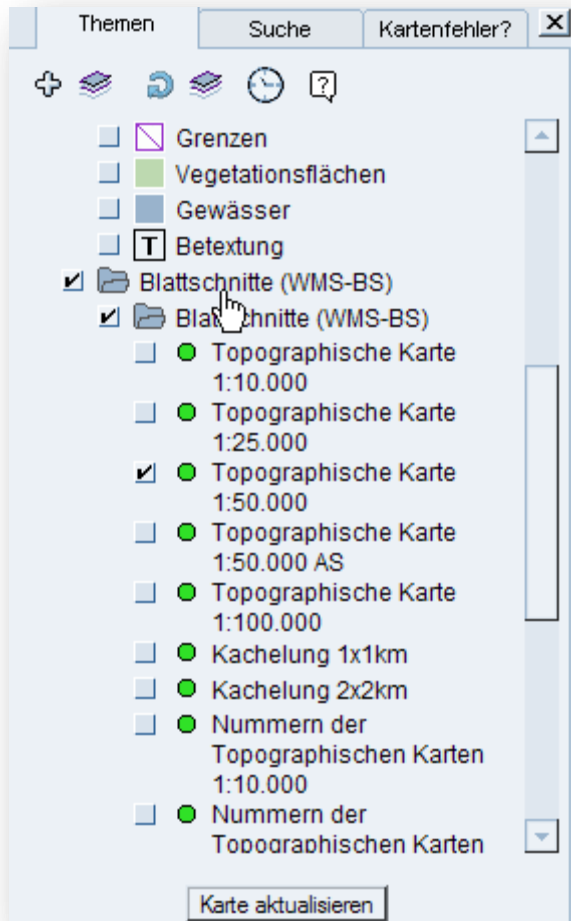 Themen
Suche
Kartenfehler?
Grenzen
Vegetationsflächen
Gewässer
T Betextung
Blattschnitte (WMS-BS)
Blattschnitte (WMS-BS)
Topographische Karte
1:10.000
Topographische Karte
1:25.000
Topographische Karte
1:50.000
Topographische Karte
1:50.000 AS
Topographische Karte
1:100.000
Kachelung 1x1km
Kachelung 2x2km
Nummern der
Topographischen Karten
1:10.000
Nummern der
Topographischen Karten
Karte aktualisieren